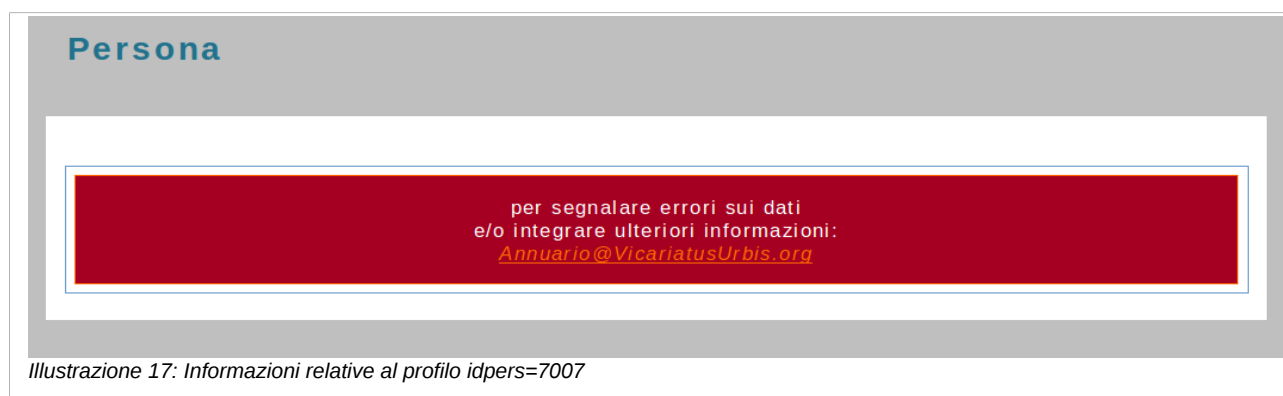 Persona
per segnalare errori sui dati
e/o integrare ulteriori informazioni:
Annuario@VicariatusUrbis.org
Illustrazione 17: Informazioni relative al profilo idpers=7007